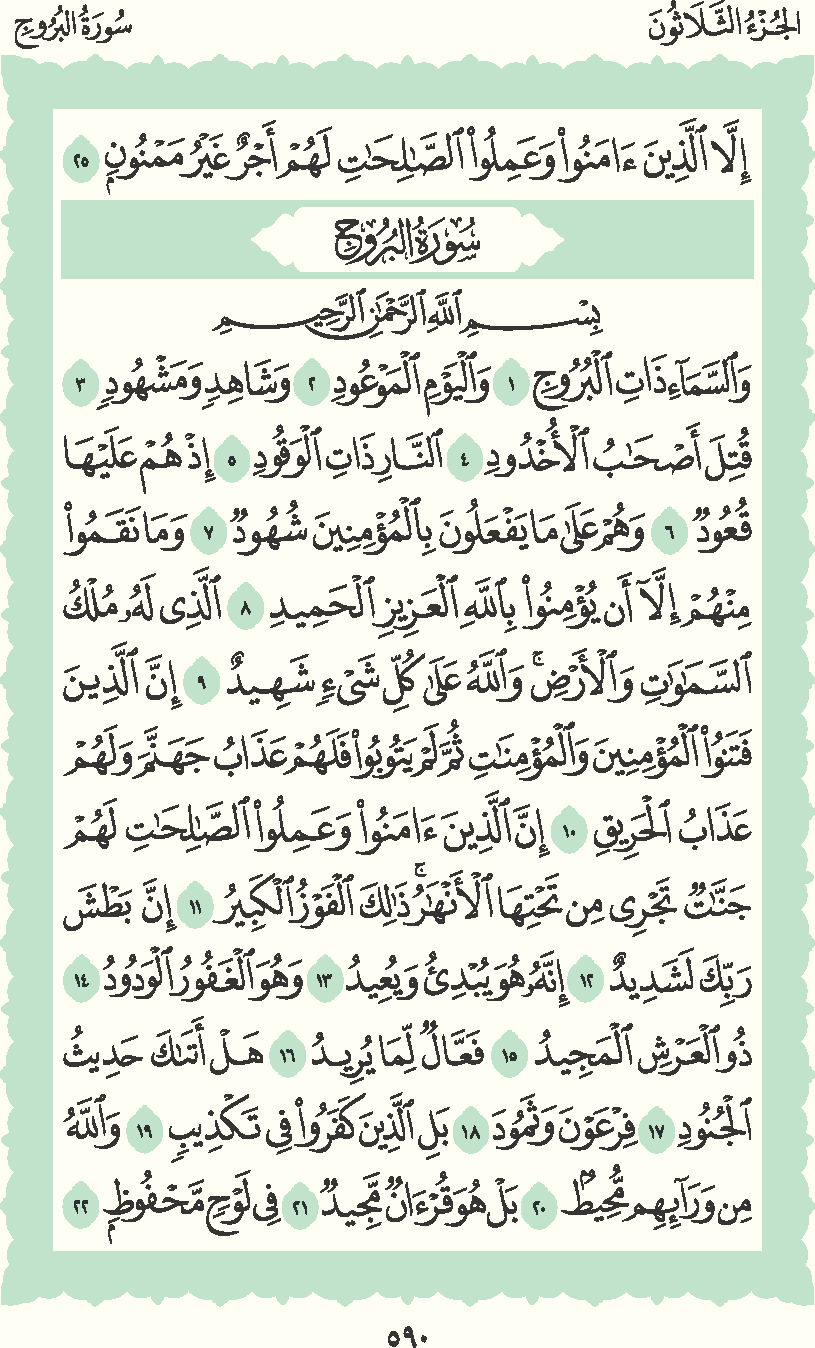 الجُزْءُ الثَّلَاثُونَ
سُورَةُ البُرُوجِ
إِلَّا ٱلَّذِينَ ءَامَنُواْ وَعَمِلُواْ ٱلصَّٰلِحَٰتِ لَهُمْ أَجْرٌ غَيْرُ مَمْنُونِۭ ٢٥
سُورَةُ البُرُوجِ
بِسْمِ ٱللَّهِ ٱلرَّحْمَٰنِ ٱلرَّحِيمِ
وَٱلسَّمَآءِ ذَاتِ ٱلْبُرُوجِ ١ وَٱلْيَوْمِ ٱلْمَوْعُودِ ٢ وَشَاهِدٍ وَمَشْهُودٍ ٣
قُتِلَ أَصْحَٰبُ ٱلْأُخْدُودِ ٤ ٱلنَّارِ ذَاتِ ٱلْوَقُودِ ٥ إِذْ هُمْ عَلَيْهَا
قُعُودٌ ٦ وَهُمْ عَلَىٰ مَا يَفْعَلُونَ بِٱلْمُؤْمِنِينَ شُهُودٌ ٧ وَمَا نَقَمُواْ
مِنْهُمْ إِلَّآ أَن يُؤْمِنُواْ بِٱللَّهِ ٱلْعَزِيزِ ٱلْحَمِيدِ ٨ ٱلَّذِى لَهُۥ مُلْكُ
ٱلسَّمَٰوَٰتِ وَٱلْأَرْضِ ۚ وَٱللَّهُ عَلَىٰ كُلِّ شَىْءٍ شَهِيدٌ ٩ إِنَّ ٱلَّذِينَ
فَتَنُواْ ٱلْمُؤْمِنِينَ وَٱلْمُؤْمِنَٰتِ ثُمَّ لَمْ يَتُوبُواْ فَلَهُمْ عَذَابُ جَهَنَّمَ وَلَهُمْ
عَذَابُ ٱلْحَرِيقِ ١٠ إِنَّ ٱلَّذِينَ ءَامَنُواْ وَعَمِلُواْ ٱلصَّٰلِحَٰتِ لَهُمْ
جَنَّٰتٌ تَجْرِى مِن تَحْتِهَا ٱلْأَنْهَٰرُ ۚ ذَٰلِكَ ٱلْفَوْزُ ٱلْكَبِيرُ ١١ إِنَّ بَطْشَ
رَبِّكَ لَشَدِيدٌ ١٢ إِنَّهُۥ هُوَ يُبْدِئُ وَيُعِيدُ ١٣ وَهُوَ ٱلْغَفُورُ ٱلْوَدُودُ ١٤
ذُو ٱلْعَرْشِ ٱلْمَجِيدُ ١٥ فَعَّالٌ لِّمَا يُرِيدُ ١٦ هَلْ أَتَىٰكَ حَدِيثُ
ٱلْجُنُودِ ١٧ فِرْعَوْنَ وَثَمُودَ ١٨ بَلِ ٱلَّذِينَ كَفَرُواْ فِى تَكْذِيبٍ ١٩ وَٱللَّهُ
مِن وَرَآئِهِم مُّحِيطٌۢ ٢٠ بَلْ هُوَ قُرْءَانٌ مَّجِيدٌ ٢١ فِى لَوْحٍ مَّحْفُوظٍۭ ٢٢
٥٩٠